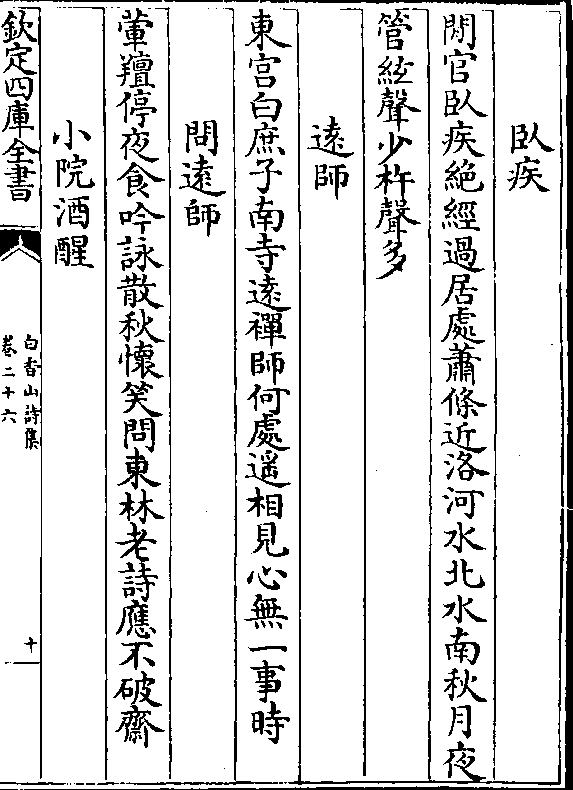 臥疾
閒官臥疾絶經過居處蕭條近洛河水北水南秋月夜
管絃聲少杵聲多
遠師
東宫白庶子南寺遠禪師何處遥相見心無一事時
問遠師
葷羶停夜食吟詠散秋懷笑問東林老詩應不破齋
小院酒醒
欽定四庫全書
白香山詩集
卷二十六
十